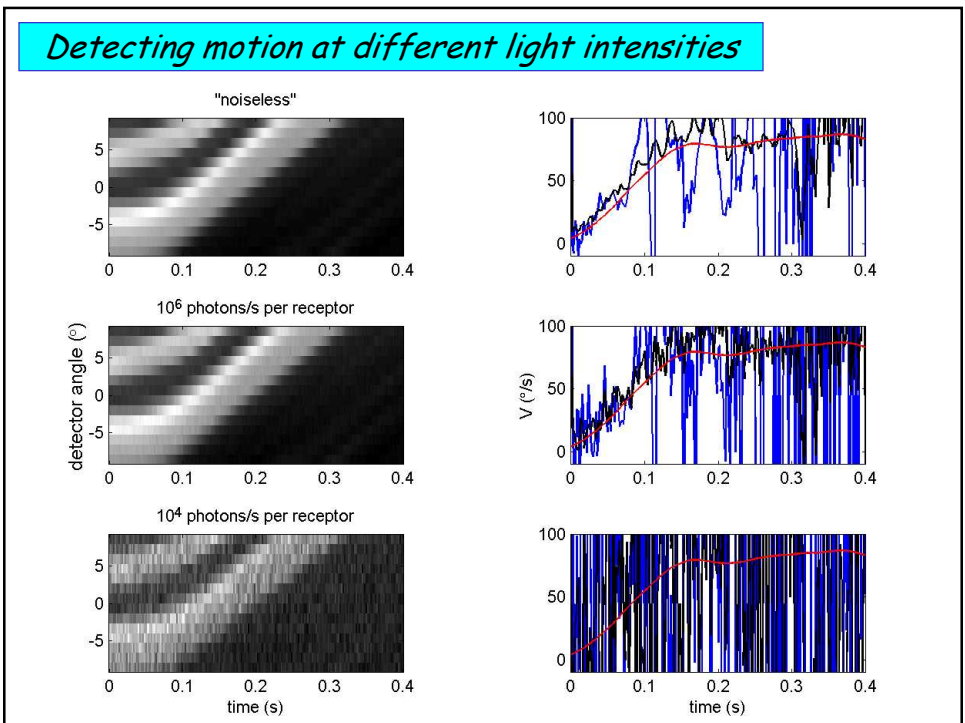 Detecting motion at different light intensities
"noiseless"
5
0
-5
0 0.1 0.2 0.3 0.4
100
50
0
0 0.1 0.2 0.3 0.4
10⁶ photons/s per receptor
detector angle (°)
5
0
-5
0 0.1 0.2 0.3 0.4
V (°/s)
100
50
0
0 0.1 0.2 0.3 0.4
10⁴ photons/s per receptor
5
0
-5
0 0.1 0.2 0.3 0.4
time (s)
100
50
0
0 0.1 0.2 0.3 0.4
time (s)